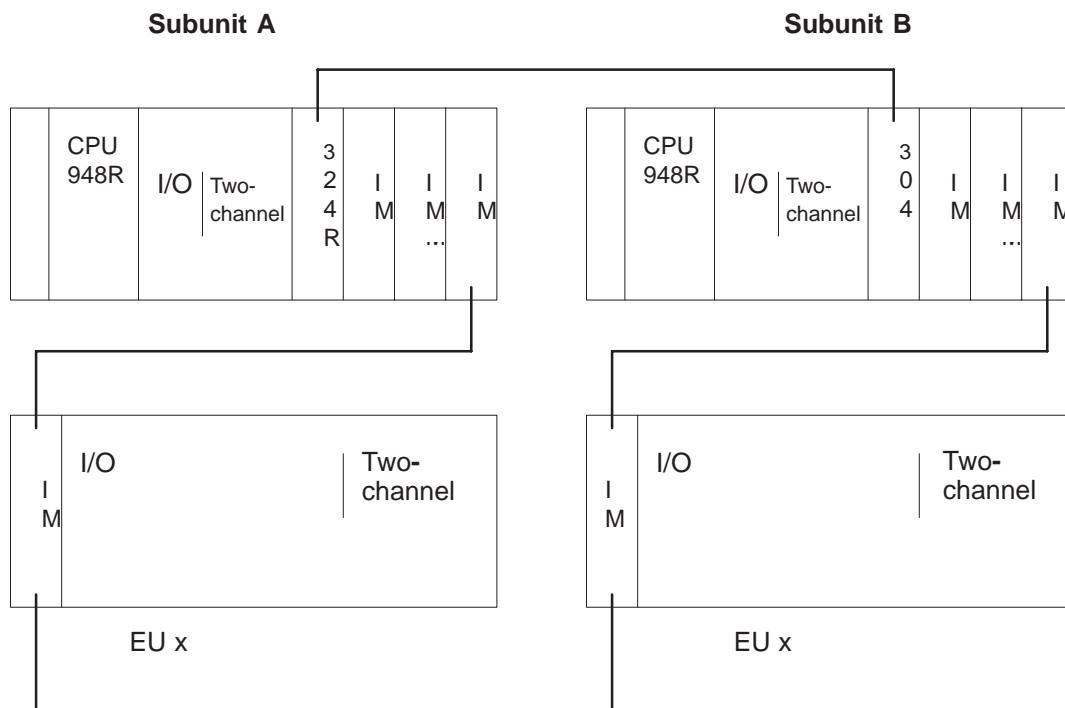 Subunit A
Subunit B
CPU
948R
I/O
Two-
channel
3
2
4
R
I
M
I
M
...
I
M
CPU
948R
I/O
Two-
channel
3
0
4
I
M
I
M
...
I
M
I
M
I/O
Two-
channel
I
M
I/O
Two-
channel
EU x
EU x